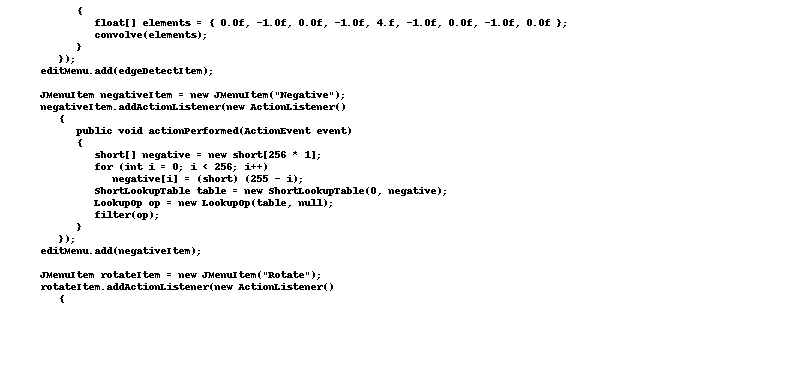 {
float[] elements = { 0.0f, -1.0f, 0.0f, -1.0f, 4.f, -1.0f, 0.0f, -1.0f, 0.0f };
convolve(elements);
}
});
editMenu.add(edgeDetectItem);
JMenuItem negativeItem = new JMenuItem("Negative");
negativeItem.addActionListener(new ActionListener()
{
public void actionPerformed(ActionEvent event)
{
short[] negative = new short[256 * 1];
for (int i = 0; i < 256; i++)
negative[i] = (short) (255 - i);
ShortLookupTable table = new ShortLookupTable(0, negative);
LookupOp op = new LookupOp(table, null);
filter(op);
}
});
editMenu.add(negativeItem);
JMenuItem rotateItem = new JMenuItem("Rotate");
rotateItem.addActionListener(new ActionListener()
{